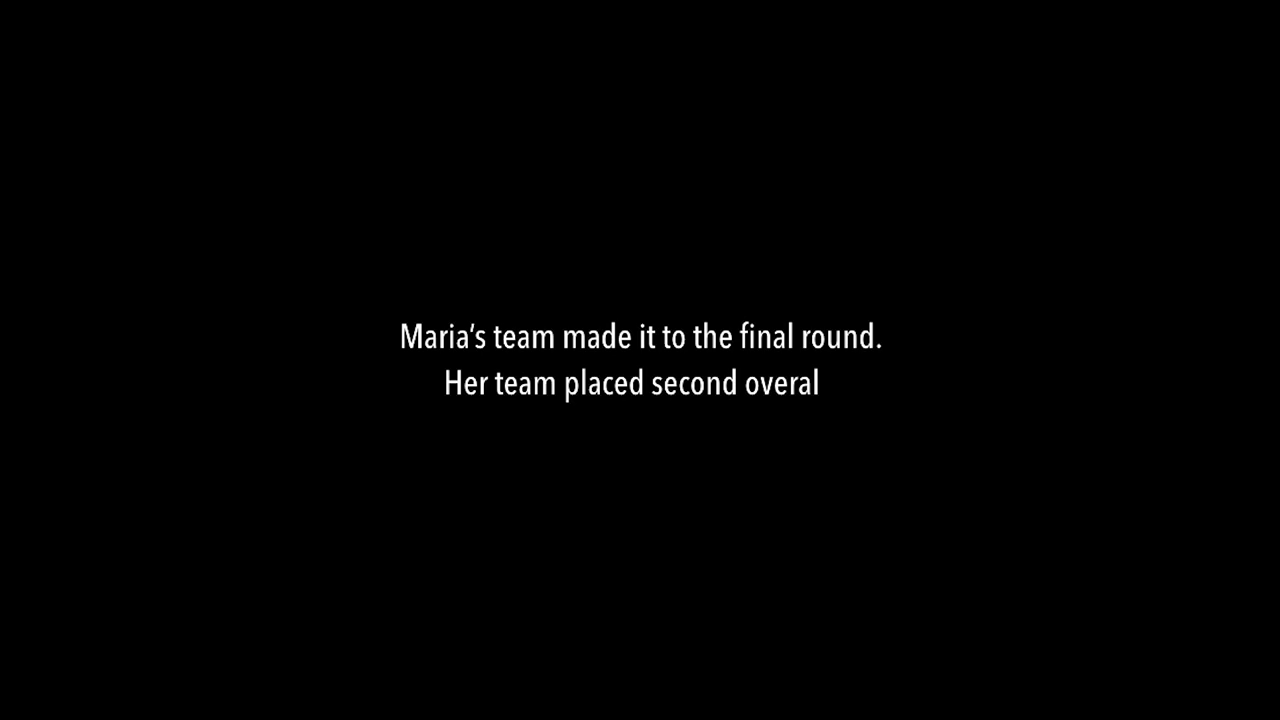 Maria‘s team made it to the final round.
Her team placed second overal